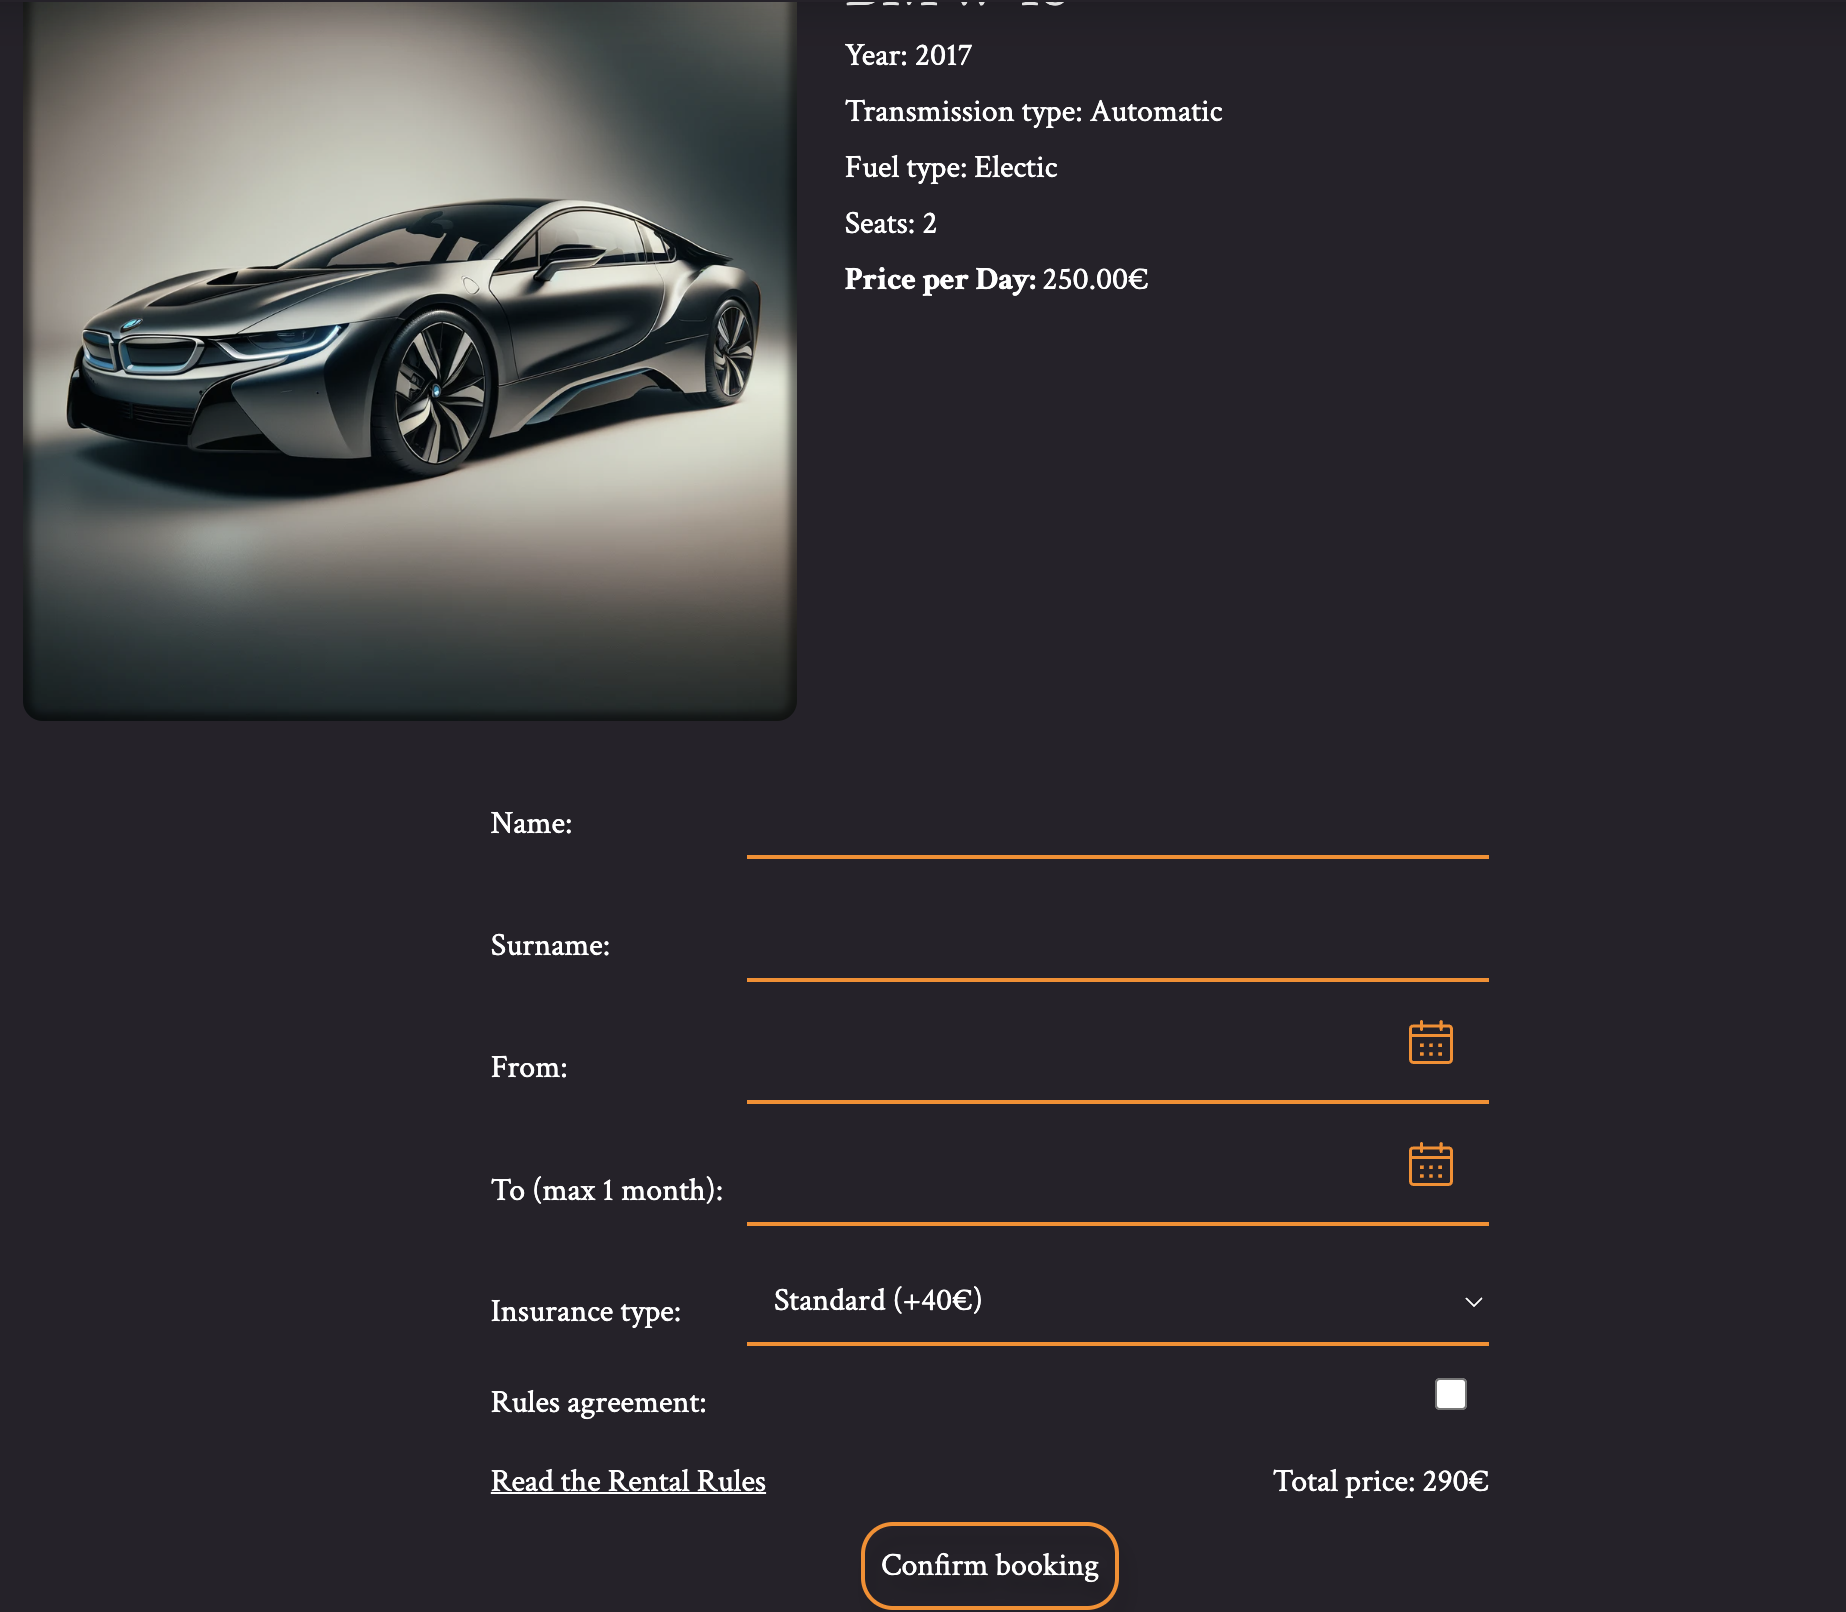 Year: 2017
Transmission type: Automatic
Fuel type: Electic
Seats: 2
Price per Day: 250.00€
Name:
Surname:
From:
To (max 1 month):
Insurance type: Standard (+40€)
Rules agreement:
Read the Rental Rules Total price: 290€
Confirm booking